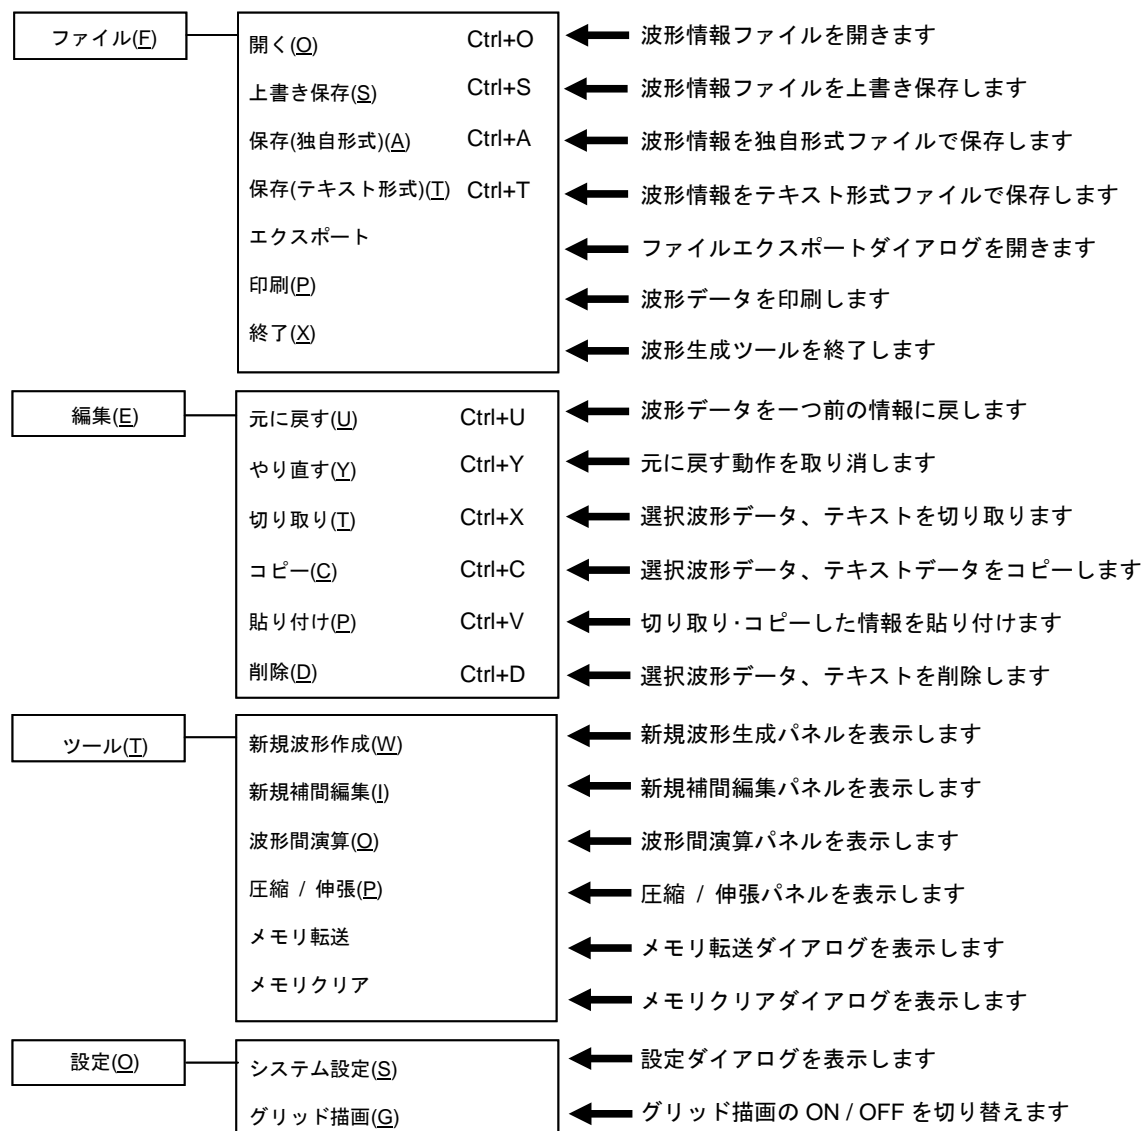 ファイル(F)
開く(O) Ctrl+O 波形情報ファイルを開きます
上書き保存(S) Ctrl+S 波形情報ファイルを上書き保存します
保存(独自形式)(A) Ctrl+A 波形情報を独自形式ファイルで保存します
保存(テキスト形式)(T) Ctrl+T 波形情報をテキスト形式ファイルで保存します
エクスポート ファイルエクスポートダイアログを開きます
印刷(P) 波形データを印刷します
終了(X) 波形生成ツールを終了します
編集(E)
元に戻す(U) Ctrl+U 波形データを一つ前の情報に戻します
やり直す(Y) Ctrl+Y 元に戻す動作を取り消します
切り取り(T) Ctrl+X 選択波形データ、テキストを切り取ります
コピー(C) Ctrl+C 選択波形データ、テキストデータをコピーします
貼り付け(P) Ctrl+V 切り取り･コピーした情報を貼り付けます
削除(D) Ctrl+D 選択波形データ、テキストを削除します
ツール(T)
新規波形作成(W) 新規波形生成パネルを表示します
新規補間編集(I) 新規補間編集パネルを表示します
波形間演算(O) 波形間演算パネルを表示します
圧縮 / 伸張(P) 圧縮 / 伸張パネルを表示します
メモリ転送 メモリ転送ダイアログを表示します
メモリクリア メモリクリアダイアログを表示します
設定(O)
システム設定(S) 設定ダイアログを表示します
グリッド描画(G) グリッド描画の ON / OFF を切り替えます